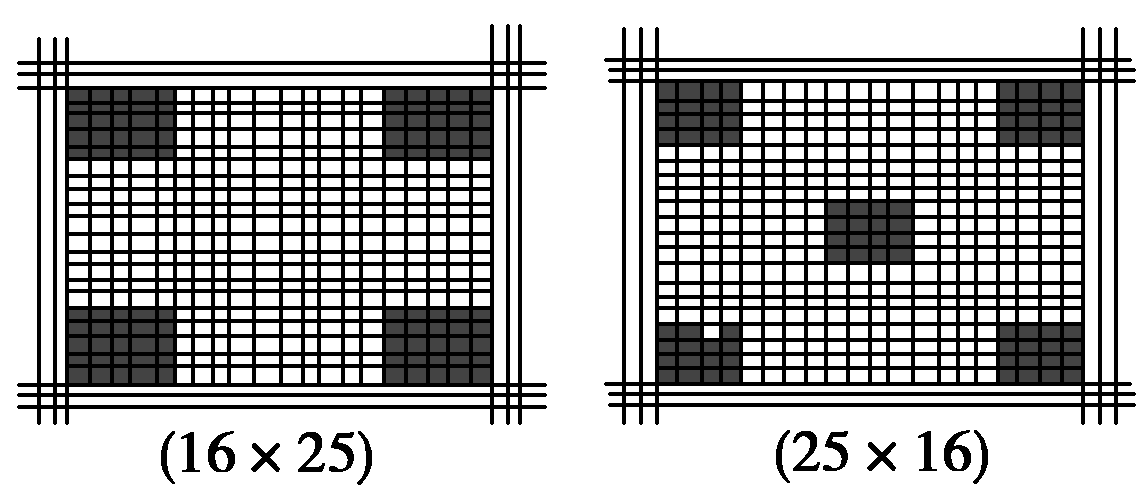 (16 × 25)
(25 × 16)